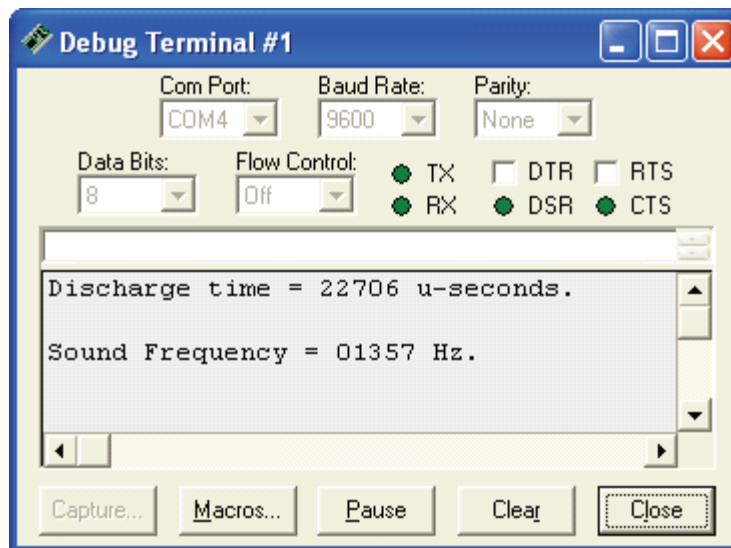 Debug Terminal #1
Com Port: Baud Rate: Parity:
COM4 9600 None
Data Bits: Flow Control: TX DTR RTS
8 Off RX DSR CTS
Discharge time = 22706 u-seconds.
Sound Frequency = 01357 Hz.
Capture... Macros... Pause Clear Close